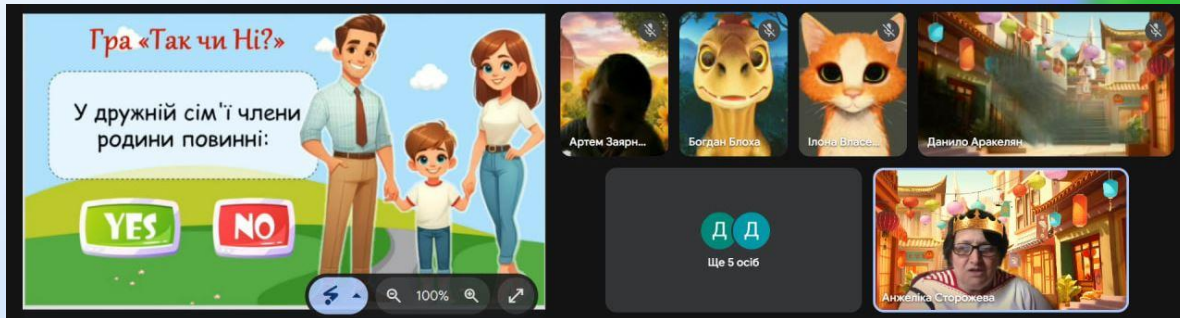 Гра «Так чи Ні?»
У дружній сім'ї члени
родини повинні:
YES
NO
100%
Артем Заярн...
Богдан Блоха
Ілона Власе...
Данило Аракелян
Д Д
Ще 5 осіб
Анжеліка Сторожева